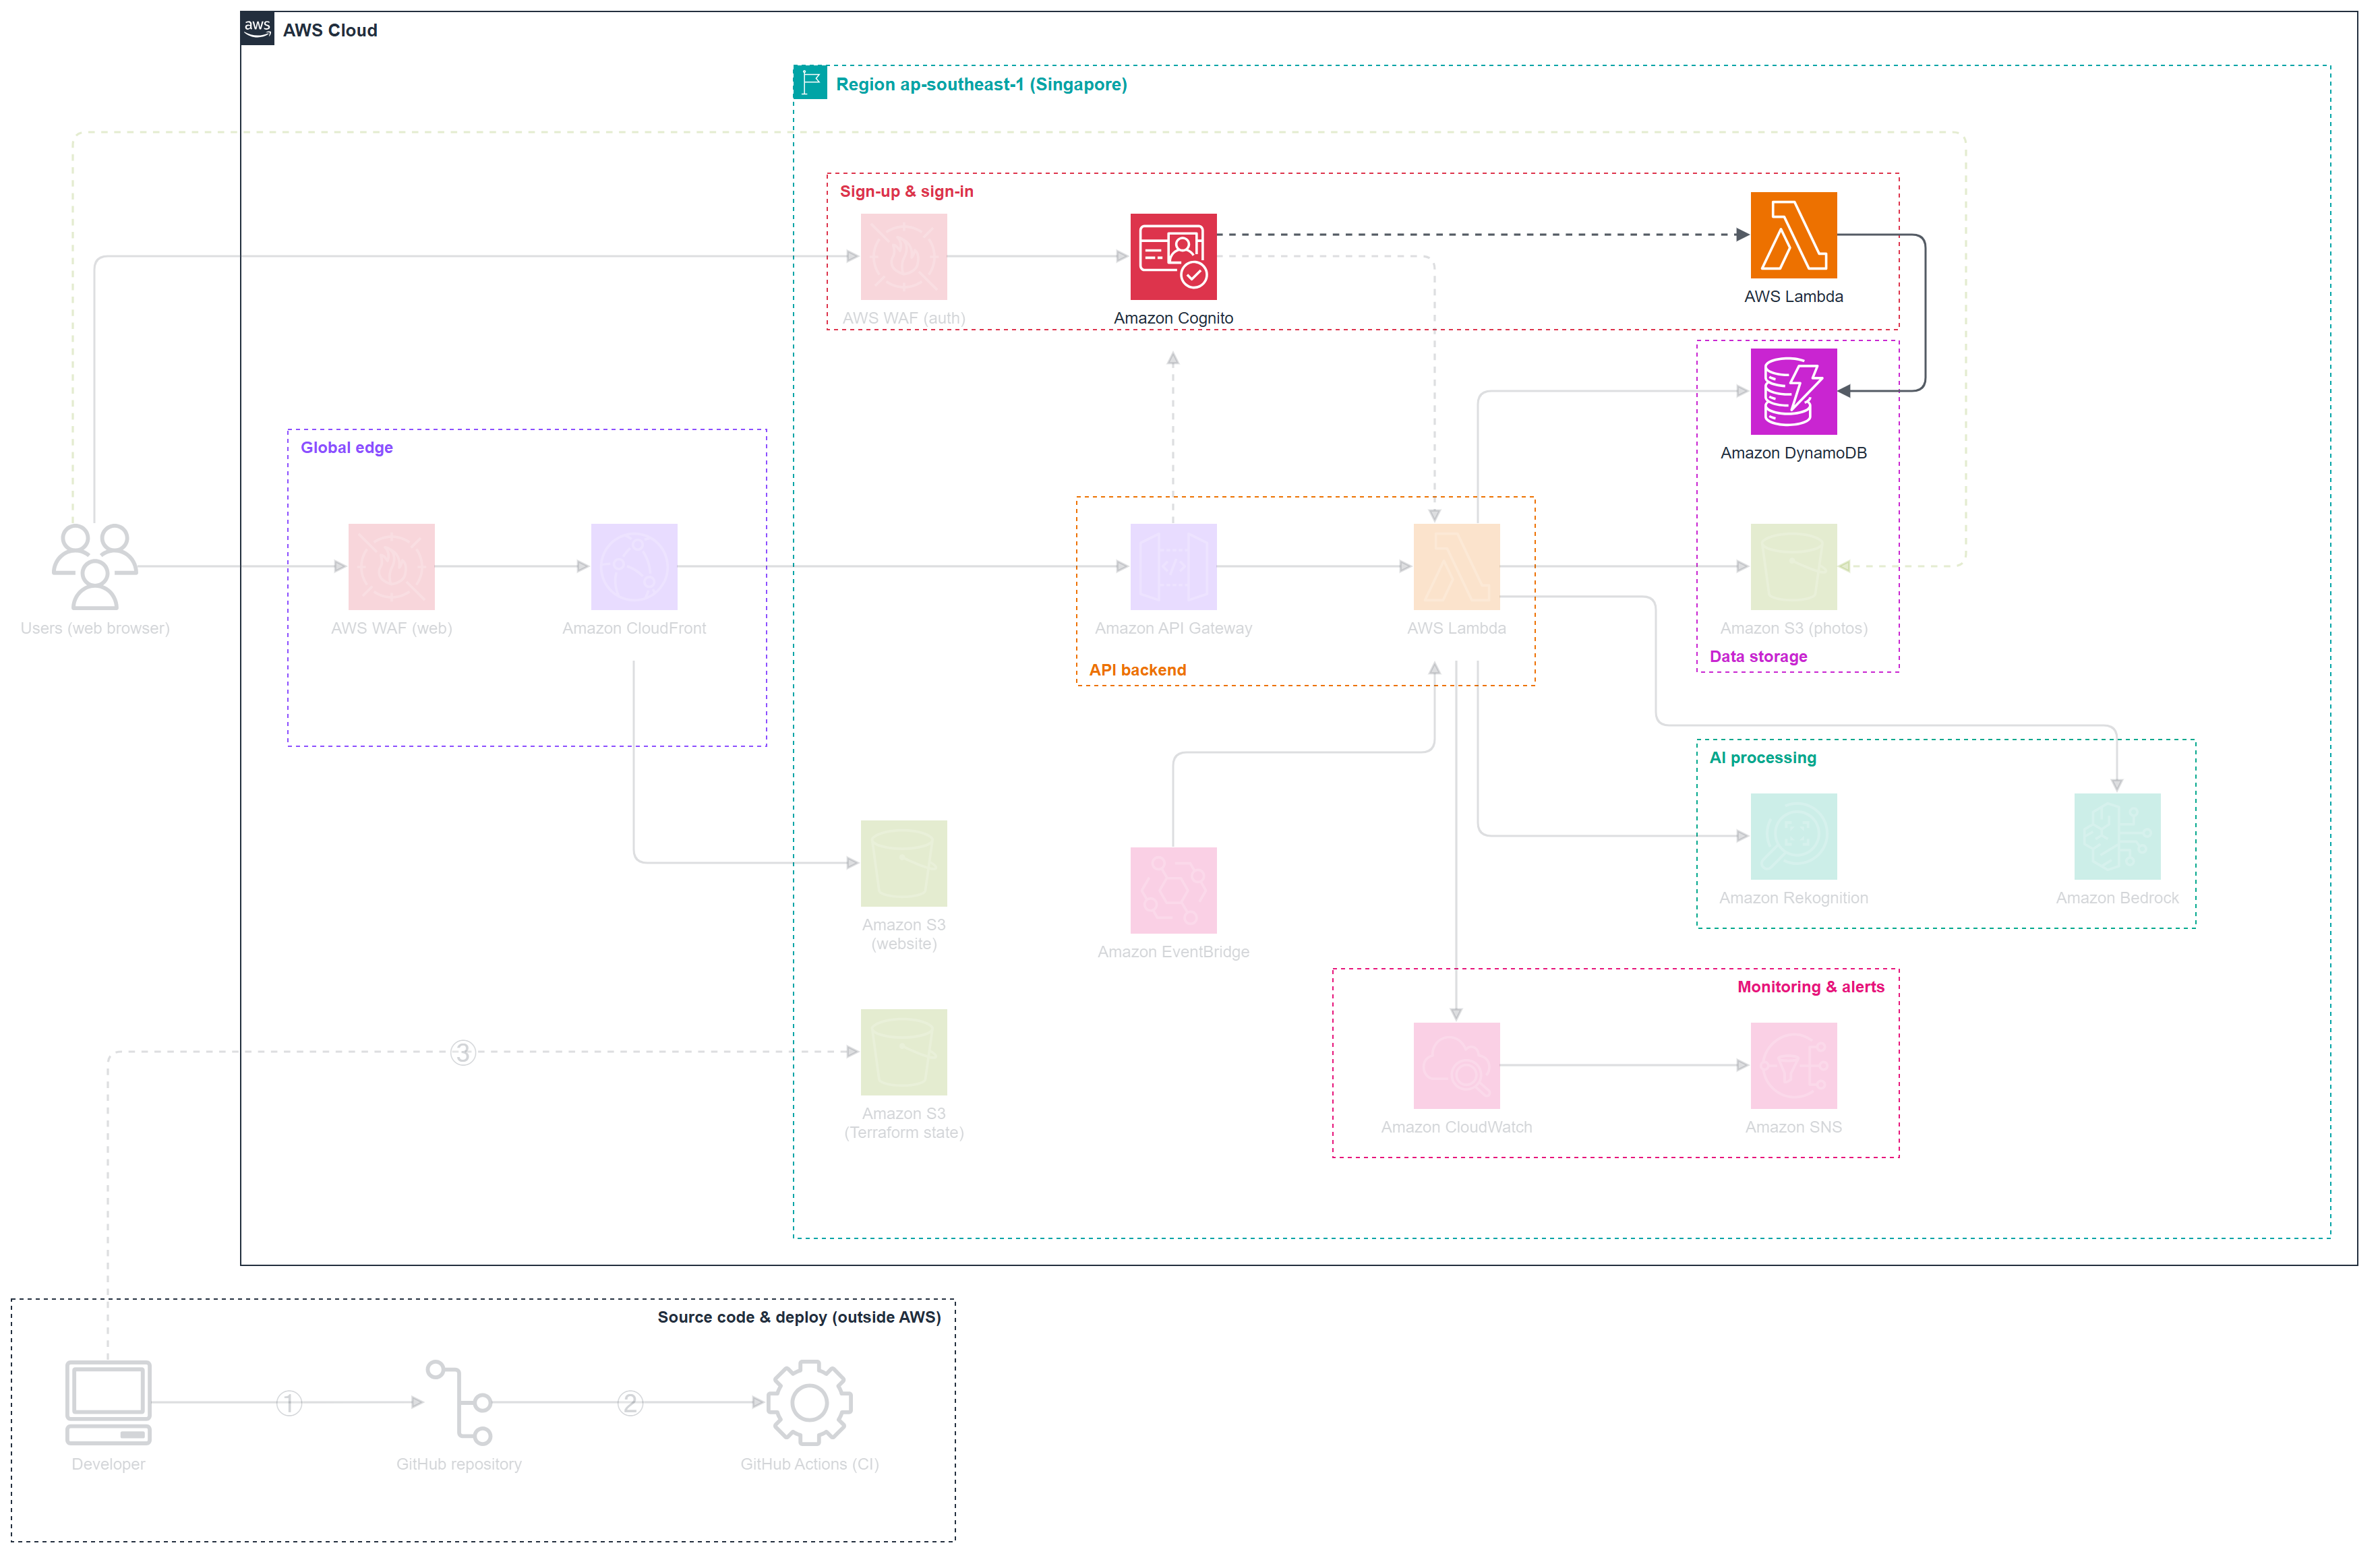 aws
AWS Cloud
Region ap-southeast-1 (Singapore)
Sign-up & sign-in
AWS WAF (auth)
Amazon Cognito
AWS Lambda
Amazon DynamoDB
Global edge
Users (web browser)
AWS WAF (web)
Amazon CloudFront
Amazon API Gateway
AWS Lambda
Amazon S3 (photos)
API backend
Data storage
AI processing
Amazon Rekognition
Amazon Bedrock
Amazon S3
(website)
Amazon EventBridge
Monitoring & alerts
③
Amazon S3
(Terraform state)
Amazon CloudWatch
Amazon SNS
Source code & deploy (outside AWS)
①
②
Developer
GitHub repository
GitHub Actions (CI)